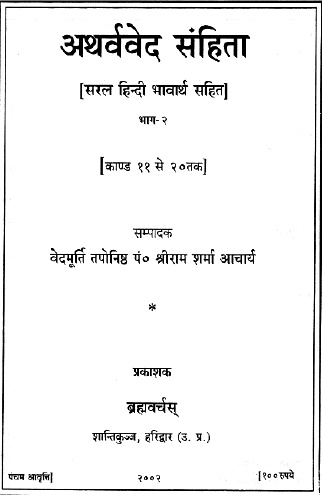 अथर्ववेद संहिता
[सरल हिन्दी भावार्थ सहित]
भाग-२
[काण्ड ११ से २०तक]
सम्पादक
वेदमूर्ति तपोनिष्ठ पं० श्रीराम शर्मा आचार्य
*
प्रकाशक
ब्रह्मवर्चस्
शान्तिकुञ्ज, हरिद्वार (उ. प्र.)
पंचम आवृत्ति] २००२ [१००रुपये